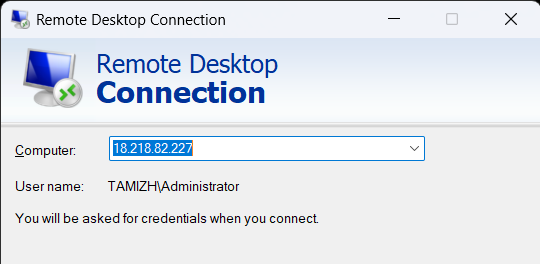 Remote Desktop Connection
Remote Desktop
Connection
Computer: 18.218.82.227
User name: TAMIZH\Administrator
You will be asked for credentials when you connect.